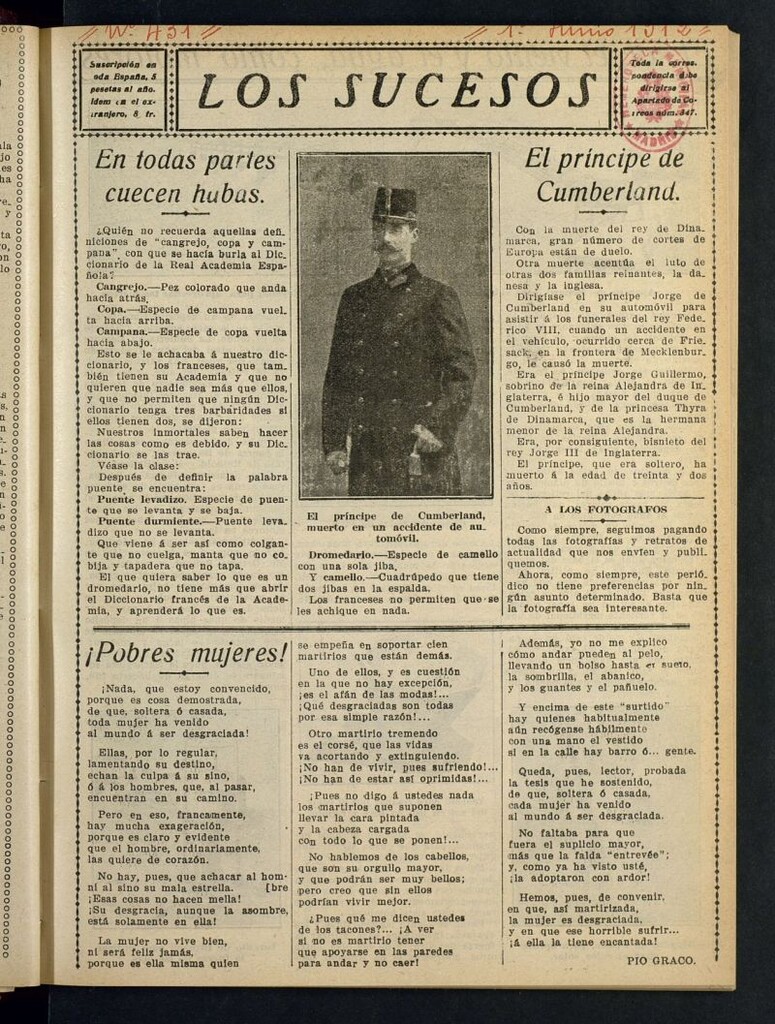 Nº 431
1º Junio 1912
Suscripción en
oda España, 5
pesetas al año.
Idem en el ex-
tranjero, 8 fr.
LOS SUCESOS
Toda la corres.
pondencia debe
dirigirse al
Apartado de Co-
rreos núm. 347.
MADRID
En todas partes
cuecen habas.
¿Quién no recuerda aquellas defi_
niciones de "cangrejo, copa y cam-
pana", con que se hacía burla al Dic_
cionario de la Real Academia Espa_
ñola?
Cangrejo.—Pez colorado que anda
hacia atrás.
Copa.—Especie de campana vuel_
ta hacia arriba.
Campana.—Especie de copa vuelta
hacia abajo.
Esto se le achacaba á nuestro dic_
cionario, y los franceses, que tam_
bién tienen su Academia y que no
quieren que nadie sea más que ellos,
y que no permiten que ningún Dic_
cionario tenga tres barbaridades si
ellos tienen dos, se dijeron:
Nuestros inmortales saben hacer
las cosas como es debido, y su Dic_
cionario se las trae.
Véase la clase:
Después de definir la palabra
puente se encuentra:
Puente levadizo. Especie de puen_
te que se levanta y se baja.
Puente durmiente.—Puente leva_
dizo que no se levanta.
Que viene á ser así como colgan_
te que no cuelga, manta que no co_
bija y tapadera que no tapa.
El que quiera saber lo que es un
dromedario, no tiene más que abrir
el Diccionario francés de la Acade_
mia, y aprenderá lo que es.
El príncipe de Cumberland,
muerto en un accidente de au_
tomóvil.
Dromedario.—Especie de camello
con una sola jiba.
Y camello.—Cuadrúpedo que tiene
dos jibas en la espalda.
Los franceses no permiten que se
les achique en nada.
El príncipe de
Cumberland.
Con la muerte del rey de Dina_
marca, gran número de cortes de
Europa están de duelo.
Otra muerte acentúa el luto de
otras dos familias reinantes, la da_
nesa y la inglesa.
Dirigíase el príncipe Jorge de
Cumberland en su automóvil para
asistir á los funerales del rey Fede_
rico VIII, cuando un accidente en
el vehículo, ocurrido cerca de Frie_
sack, en la frontera de Mecklenbur_
go, le causó la muerte.
Era el príncipe Jorge Guillermo,
sobrino de la reina Alejandra de In_
glaterra, é hijo mayor del duque de
Cumberland, y de la princesa Thyra
de Dinamarca, que es la hermana
menor de la reina Alejandra.
Era, por consiguiente, bisnieto del
rey Jorge III de Inglaterra.
El príncipe, que era soltero, ha
muerto á la edad de treinta y dos
años.
A LOS FOTOGRAFOS
Como siempre, seguimos pagando
todas las fotografías y retratos de
actualidad que nos envíen y publi_
quemos.
Ahora, como siempre, este perió_
dico no tiene preferencias por nin_
gún asunto determinado. Basta que
la fotografía sea interesante.
¡Pobres mujeres!
¡Nada, que estoy convencido,
porque es cosa demostrada,
de que, soltera ó casada,
toda mujer ha venido
al mundo á ser desgraciada!
Ellas, por lo regular,
lamentando su destino,
echan la culpa á su sino,
ó á los hombres, que, al pasar,
encuentran en su camino.
Pero en eso, francamente,
hay mucha exageración,
porque es claro y evidente
que el hombre, ordinariamente,
las quiere de corazón.
No hay, pues, que achacar al hom-
ni al sino su mala estrella. [bre
¡Esas cosas no hacen mella!
¡Su desgracia, aunque la asombre,
está solamente en ella!
La mujer no vive bien,
ni será feliz jamás,
porque es ella misma quien
se empeña en soportar cien
martirios que están demás.
Uno de ellos, y es cuestión
en la que no hay excepción,
¡es el afán de las modas!...
¡Qué desgraciadas son todas
por esa simple razón!...
Otro martirio tremendo
es el corsé, que las vidas
va acortando y extinguiendo.
¡No han de vivir, pues sufriendo!...
¡No han de estar así oprimidas!...
¡Pues no digo á ustedes nada
los martirios que suponen
llevar la cara pintada
y la cabeza cargada
con todo lo que se ponen!...
No hablemos de los cabellos,
que son su orgullo mayor,
y que podrán ser muy bellos;
pero creo que sin ellos
podrían vivir mejor.
¿Pues qué me dicen ustedes
de los tacones?... ¡A ver
si no es martirio tener
que apoyarse en las paredes
para andar y no caer!
Además, yo no me explico
cómo andar pueden al pelo,
llevando un bolso hasta el suelo,
la sombrilla, el abanico,
y los guantes y el pañuelo.
Y encima de este "surtido"
hay quienes habitualmente
aún recógense hábilmente
con una mano el vestido
si en la calle hay barro ó... gente.
Queda, pues, lector, probada
la tesis que he sostenido,
de que, soltera ó casada,
cada mujer ha venido
al mundo á ser desgraciada.
No faltaba para que
fuera el suplicio mayor,
más que la falda "entrevée";
y, como ya ha visto usté,
¡la adoptaron con ardor!
Hemos, pues, de convenir,
en que, así martirizada,
la mujer es desgraciada,
y en que ese horrible sufrir...
¡á ella la tiene encantada!
PIO GRACO.